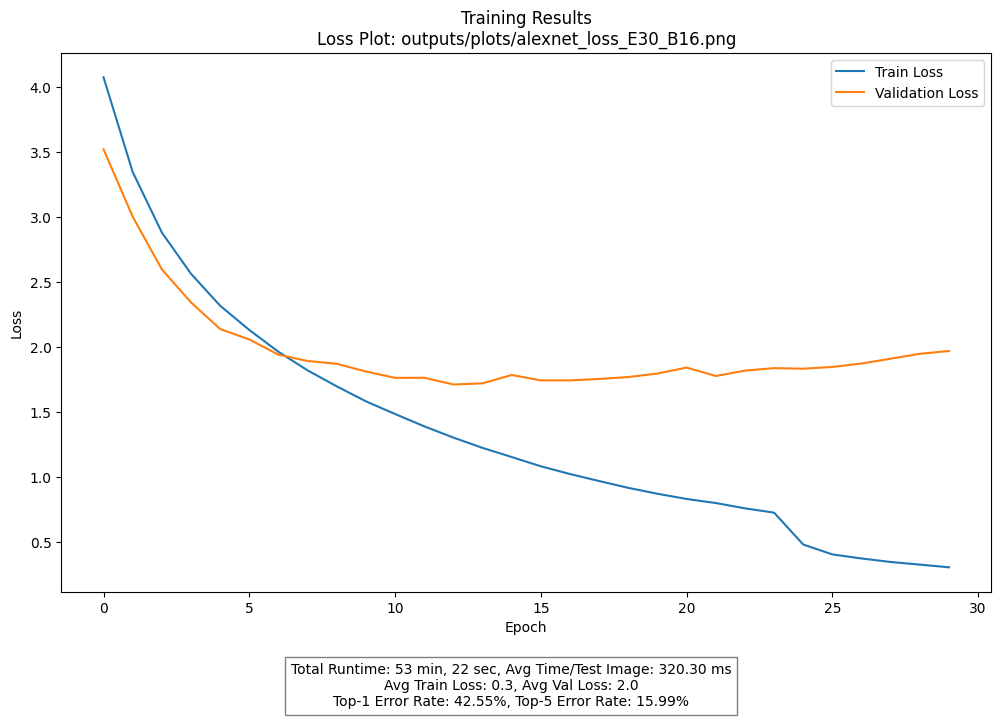 Training Results
Loss Plot: outputs/plots/alexnet_loss_E30_B16.png
Train Loss
Validation Loss
4.0
3.5
3.0
2.5
2.0
1.5
1.0
0.5
Loss
0 5 10 15 20 25 30
Epoch
Total Runtime: 53 min, 22 sec, Avg Time/Test Image: 320.30 ms
Avg Train Loss: 0.3, Avg Val Loss: 2.0
Top-1 Error Rate: 42.55%, Top-5 Error Rate: 15.99%